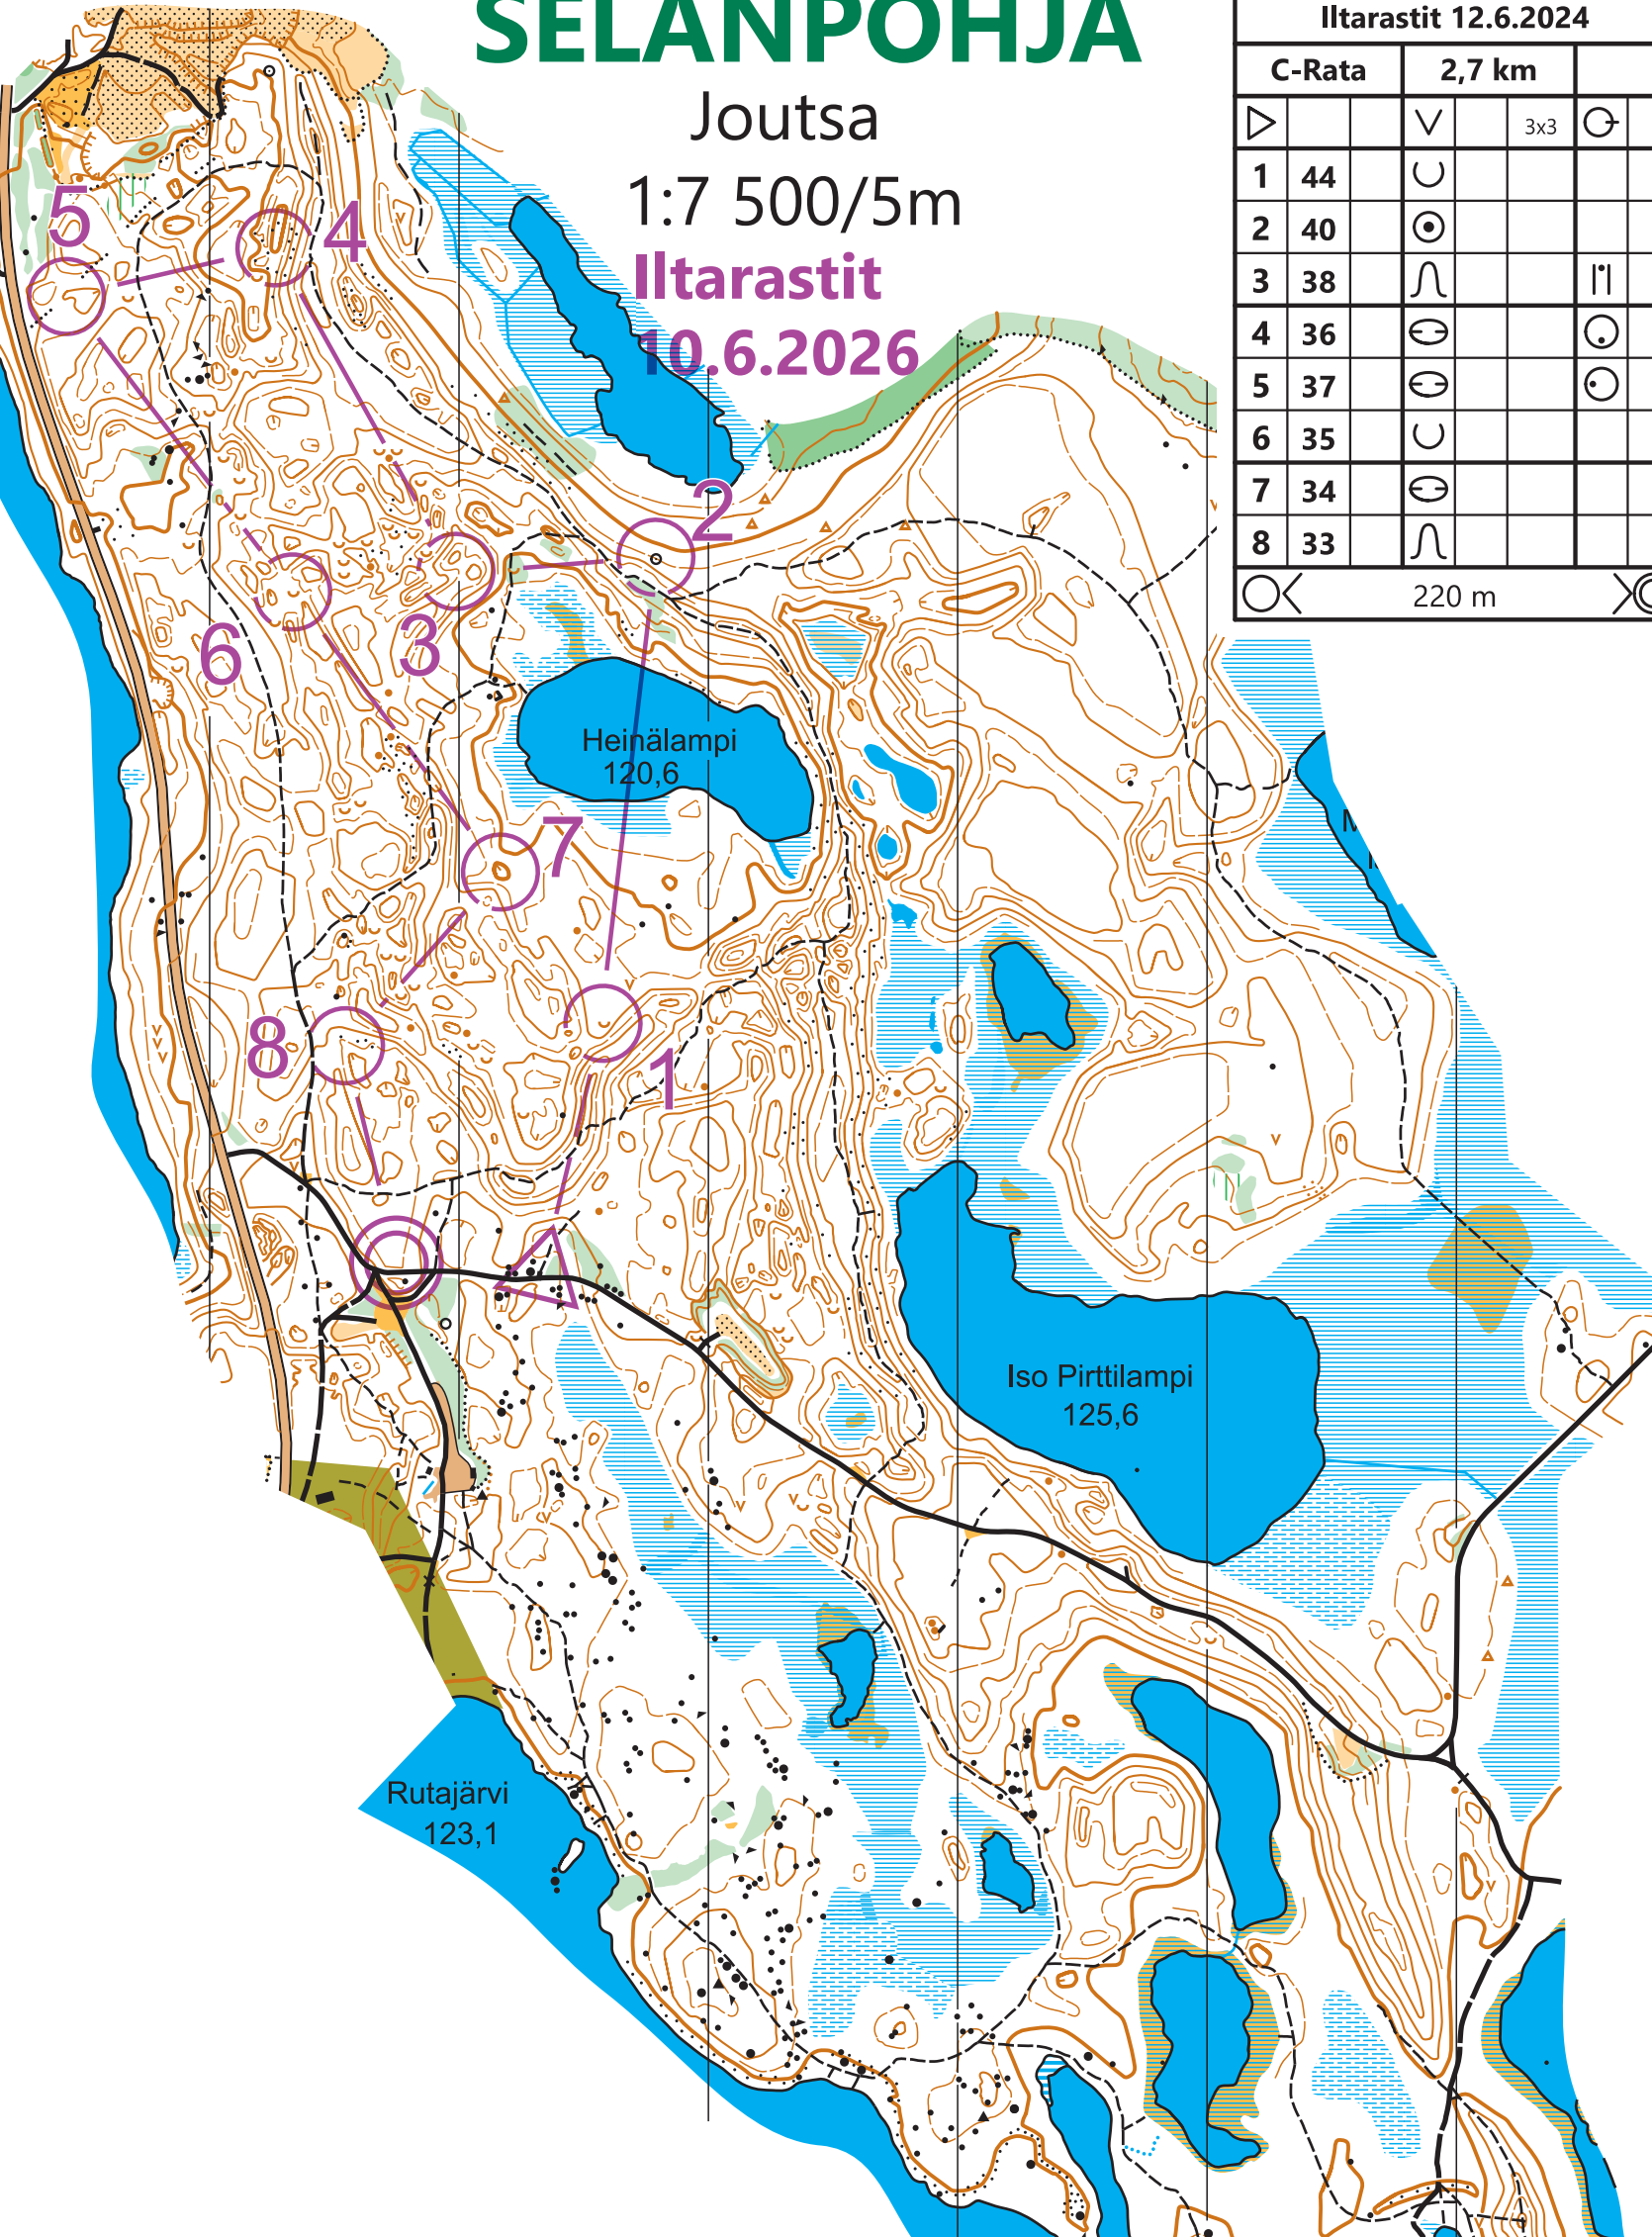 SELÄNPOHJA
Joutsa
1:7 500/5m
Iltarastit
10.6.2026
Iltarastit 12.6.2024
C-Rata 2,7 km
3x3
1 44
2 40
3 38
4 36
5 37
6 35
7 34
8 33
220 m
5
4
2
6
3
7
8
1
Heinälampi
120,6
Iso Pirttilampi
125,6
Rutajärvi
123,1